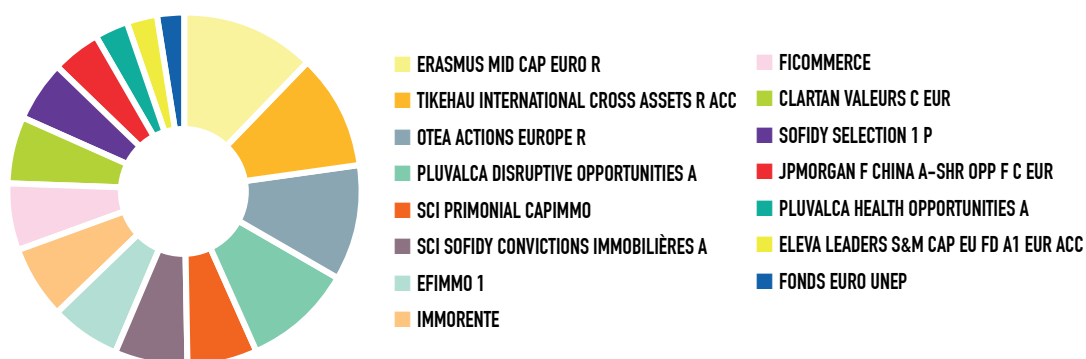 ERASMUS MID CAP EURO R
TIKEHAU INTERNATIONAL CROSS ASSETS R ACC
OTEA ACTIONS EUROPE R
PLUVALCA DISRUPTIVE OPPORTUNITIES A
SCI PRIMONIAL CAPIMMO
SCI SOFIDY CONVICTIONS IMMOBILIÈRES A
EFIMMO 1
IMMORENTE
FICOMMERCE
CLARTAN VALEURS C EUR
SOFIDY SELECTION 1 P
JPMORGAN F CHINA A-SHR OPP F C EUR
PLUVALCA HEALTH OPPORTUNITIES A
ELEVA LEADERS S&M CAP EU FD A1 EUR ACC
FONDS EURO UNEP